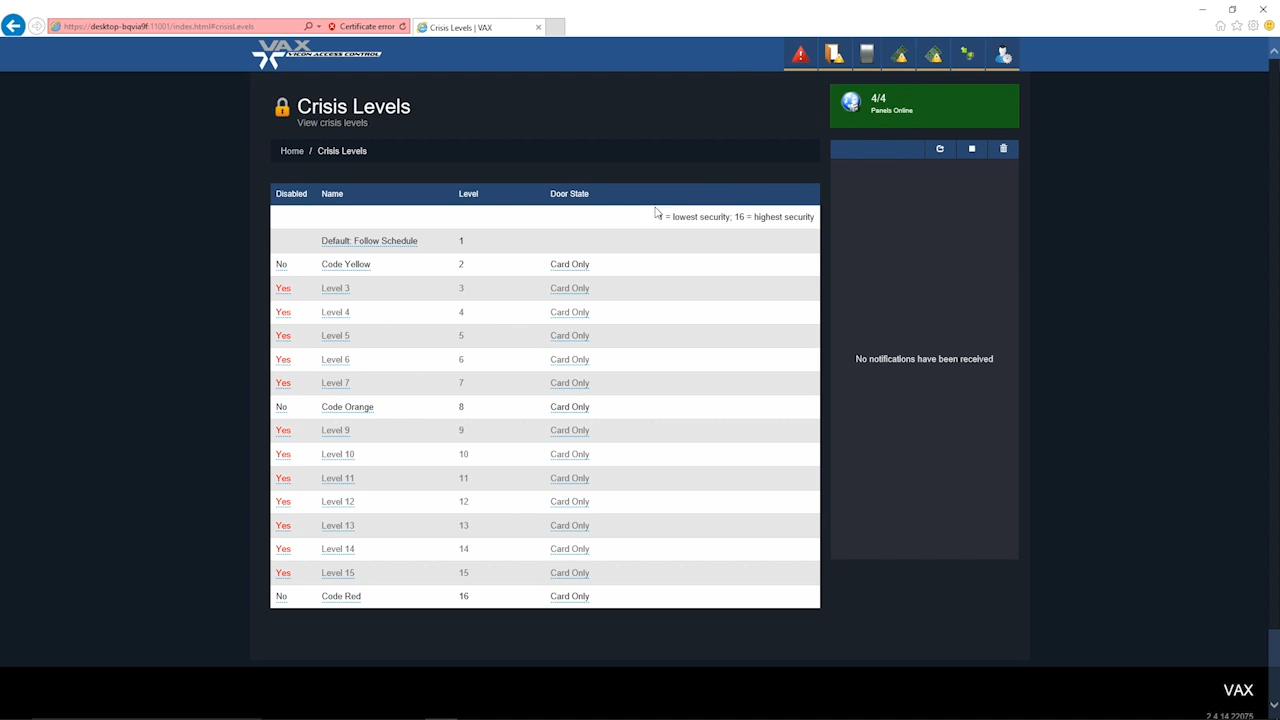 https://desktop-bqvia9f:11001/index.html#crisisLevels
Certificate error
Crisis Levels | VAX
VAX
VICON ACCESS CONTROL
Crisis Levels
View crisis levels
4/4
Panels Online
Home / Crisis Levels
Disabled Name Level Door State
= lowest security; 16 = highest security
Default: Follow Schedule 1
No Code Yellow 2 Card Only
Yes Level 3 3 Card Only
Yes Level 4 4 Card Only
Yes Level 5 5 Card Only
Yes Level 6 6 Card Only
Yes Level 7 7 Card Only
No Code Orange 8 Card Only
Yes Level 9 9 Card Only
Yes Level 10 10 Card Only
Yes Level 11 11 Card Only
Yes Level 12 12 Card Only
Yes Level 13 13 Card Only
Yes Level 14 14 Card Only
Yes Level 15 15 Card Only
No Code Red 16 Card Only
No notifications have been received
VAX
2.4.14.22075